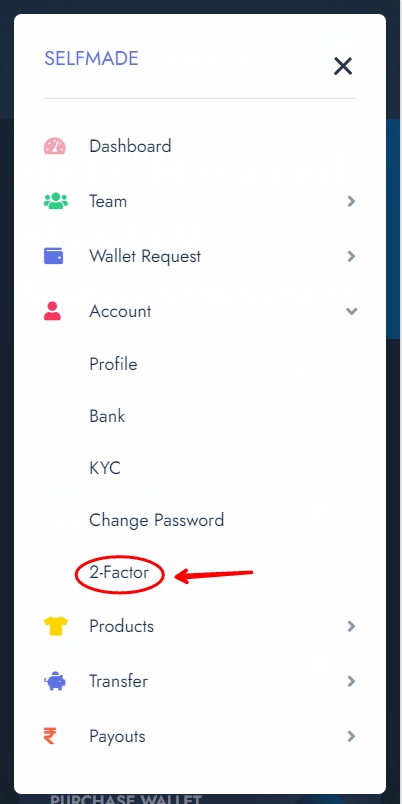 SELFMADE
Dashboard
Team
Wallet Request
Account
Profile
Bank
KYC
Change Password
2-Factor
Products
Transfer
Payouts
PURCHASE WALLET